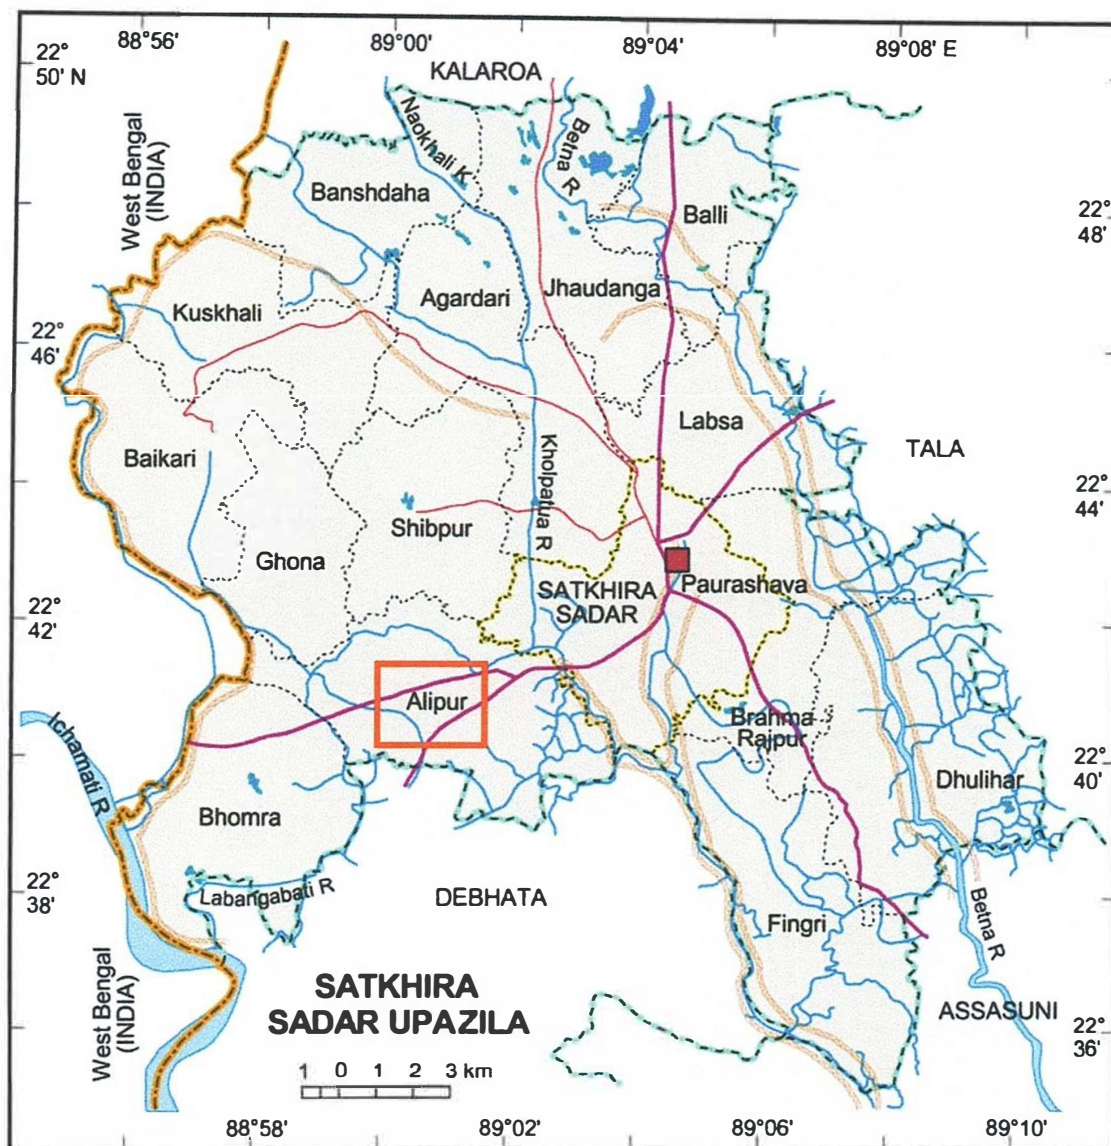 88°56'
89°00'
89°04'
89°08' E
22°
50' N
KALAROA
West Bengal
(INDIA)
Naokhali K
Betna R
Banshdaha
Balli
22°
48'
Kuskhali
Agardari
Jhaudanga
22°
46'
Labsa
Baikari
Kholpatua R
TALA
22°
44'
Shibpur
Ghona
SATKHIRA
SADAR
Paurashava
22°
42'
Alipur
Brahma
Rajpur
Ichamati R
22°
40'
Dhulihar
Bhomra
22°
38'
Labangabati R
DEBHATA
Fingri
Betna R
West Bengal
(INDIA)
SATKHIRA
SADAR UPAZILA
ASSASUNI
22°
36'
1 0 1 2 3 km
88°58'
89°02'
89°06'
89°10'